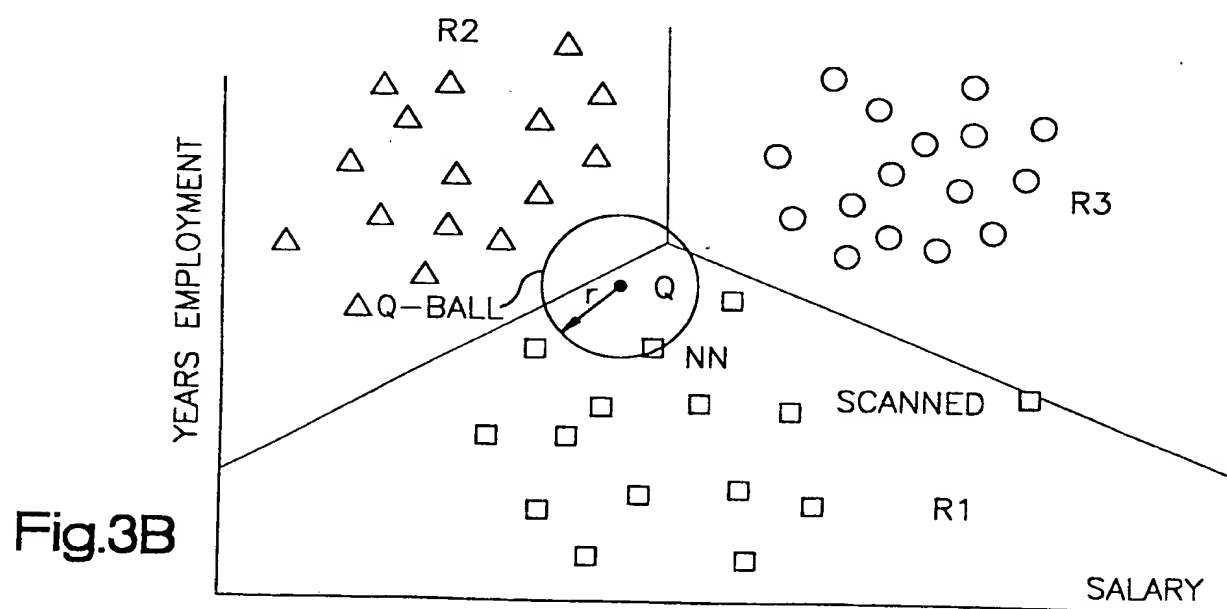 R2
YEARS EMPLOYMENT
R3
Q-BALL
r
Q
NN
SCANNED
R1
Fig.3B
SALARY